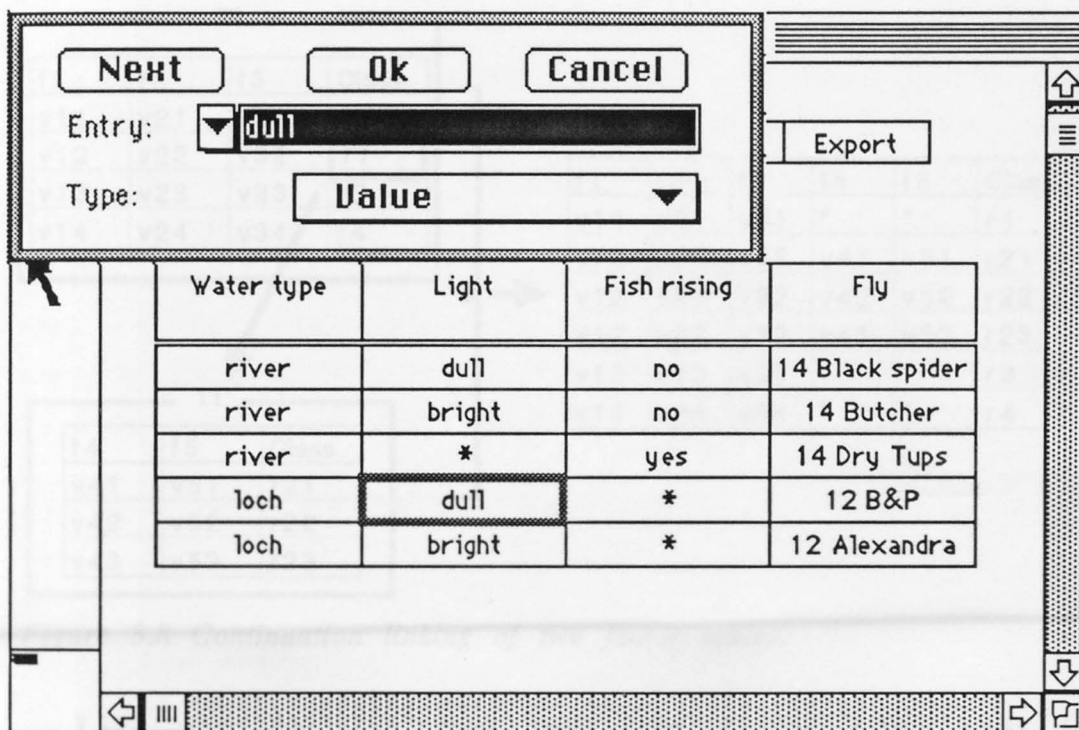 Next Ok Cancel
Entry: dull
Type: Value
Export
Water type Light Fish rising Fly
river dull no 14 Black spider
river bright no 14 Butcher
river * yes 14 Dry Tups
loch dull * 12 B&P
loch bright * 12 Alexandra